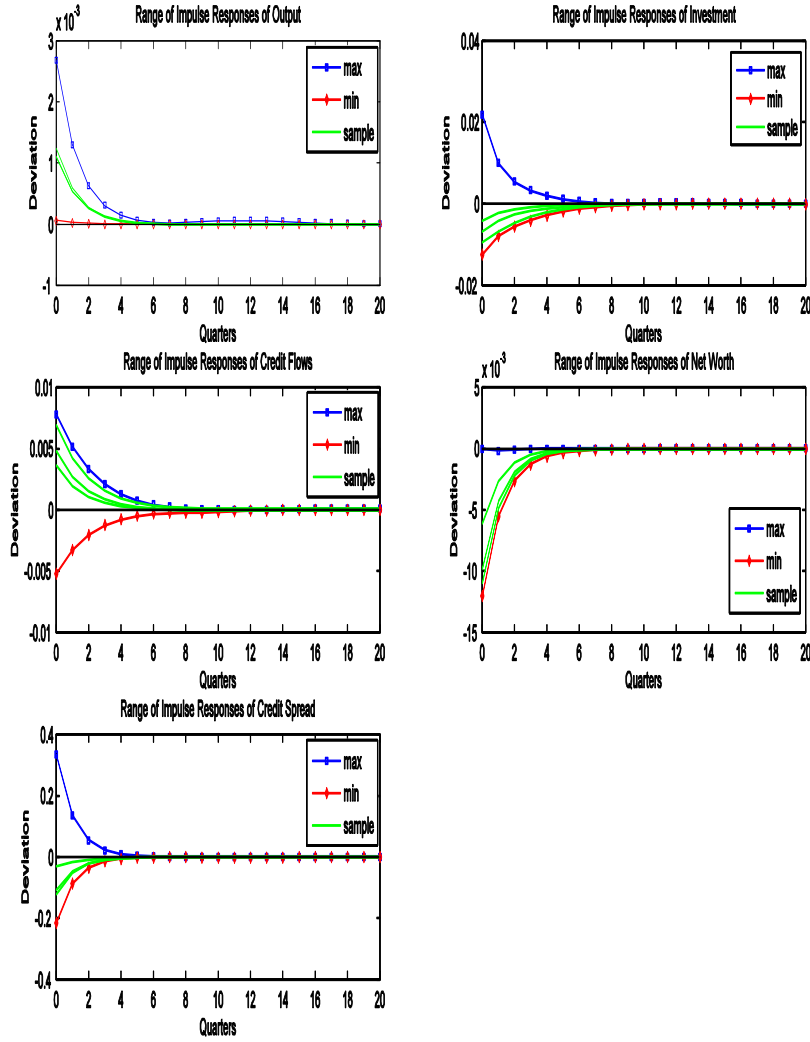 Range of Impulse Responses of Output
x 10^-3
3
2
1
0
-1
Deviation
0 2 4 6 8 10 12 14 16 18 20
Quarters
max
min
sample
Range of Impulse Responses of Investment
0.04
0.02
0
-0.02
Deviation
0 2 4 6 8 10 12 14 16 18 20
Quarters
max
min
sample
Range of Impulse Responses of Credit Flows
0.01
0.005
0
-0.005
-0.01
Deviation
0 2 4 6 8 10 12 14 16 18 20
Quarters
max
min
sample
Range of Impulse Responses of Net Worth
x 10^-3
5
0
-5
-10
-15
Deviation
0 2 4 6 8 10 12 14 16 18 20
Quarters
max
min
sample
Range of Impulse Responses of Credit Spread
0.4
0.2
0
-0.2
-0.4
Deviation
0 2 4 6 8 10 12 14 16 18 20
Quarters
max
min
sample